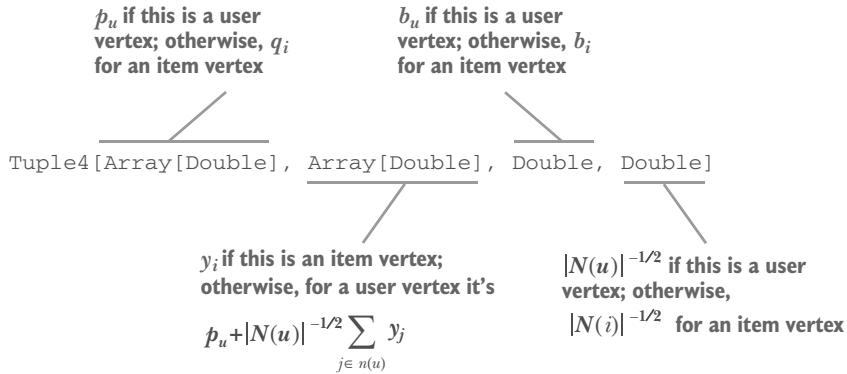 p_u if this is a user
vertex; otherwise, q_i
for an item vertex
b_u if this is a user
vertex; otherwise, b_i
for an item vertex
Tuple4[Array[Double], Array[Double], Double, Double]
y_i if this is an item vertex;
otherwise, for a user vertex it's
p_u+|N(u)|^{-1/2} ∑_{j∈ n(u)} y_j
|N(u)|^{-1/2} if this is a user
vertex; otherwise,
|N(i)|^{-1/2} for an item vertex